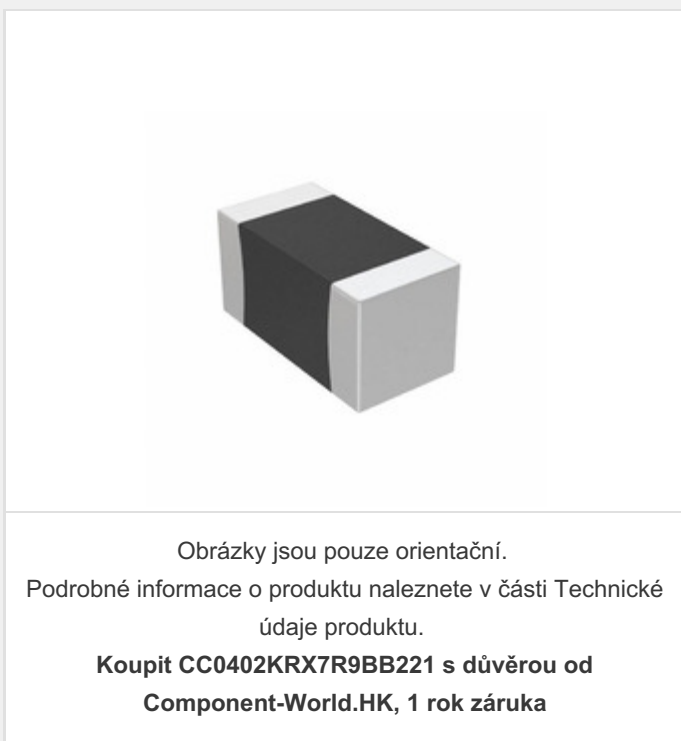 Obrázky jsou pouze orientační.
Podrobné informace o produktu naleznete v části Technické
údaje produktu.
Koupit CC0402KRX7R9BB221 s důvěrou od
Component-World.HK, 1 rok záruka